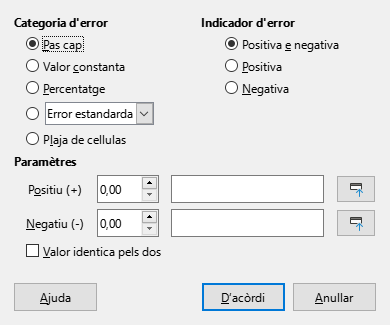 Categoria d'error
Pas cap
Valor constanta
Percentatge
Error estandarda
Plaja de cellulas
Indicador d'error
Positiva e negativa
Positiva
Negativa
Paramètres
Positiu (+) 0,00
Negatiu (-) 0,00
Valor identica pels dos
Ajuda D'acòrdi Anullar